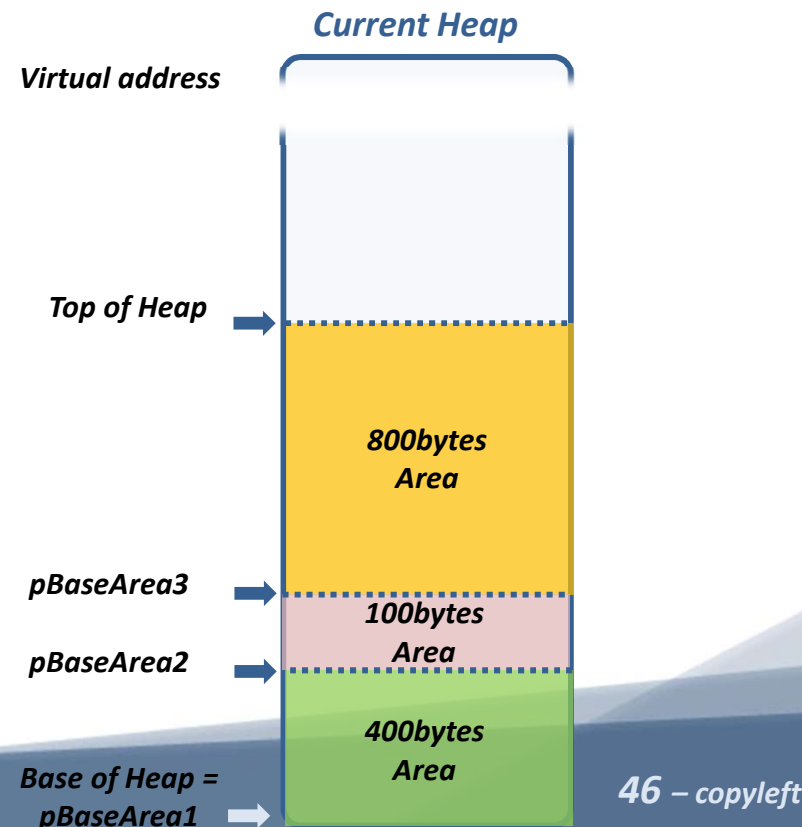 Current Heap
Virtual address
Top of Heap
800bytes
Area
pBaseArea3
100bytes
Area
pBaseArea2
400bytes
Area
Base of Heap =
pBaseArea1
46 – copyleft